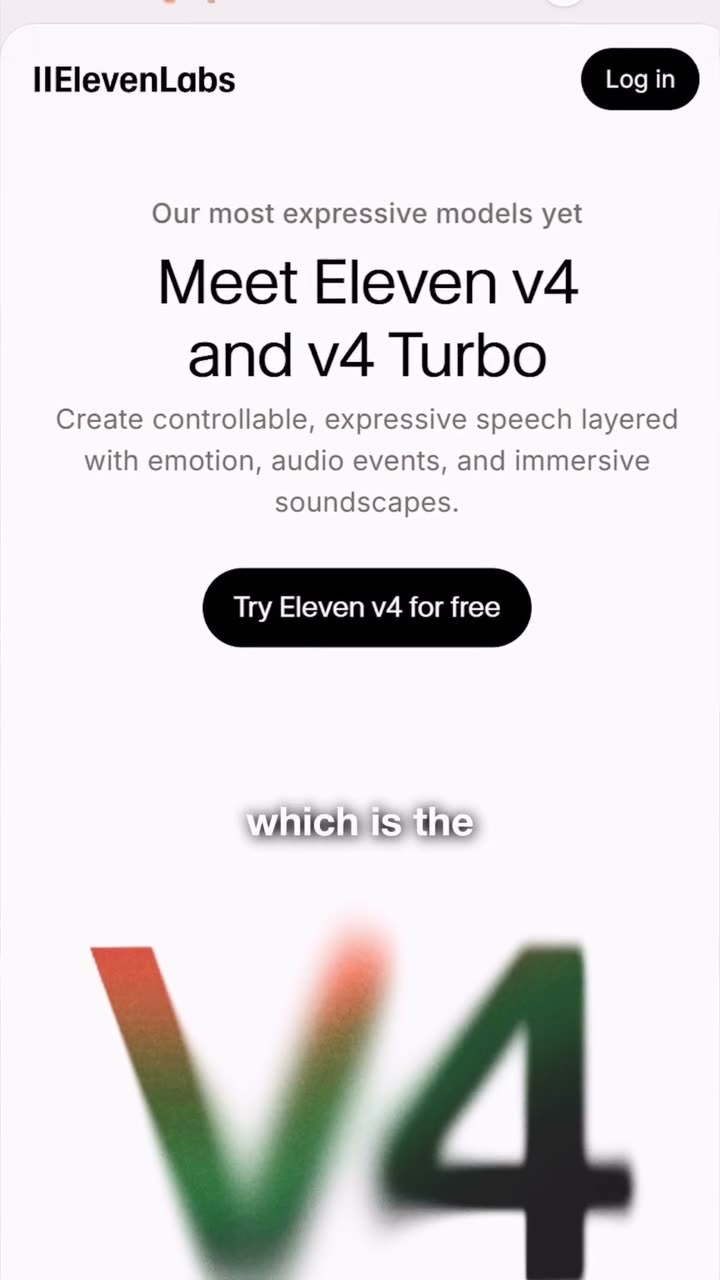 IIElevenLabs
Log in
Our most expressive models yet
Meet Eleven v4
and v4 Turbo
Create controllable, expressive speech layered
with emotion, audio events, and immersive
soundscapes.
Try Eleven v4 for free
which is the
V4